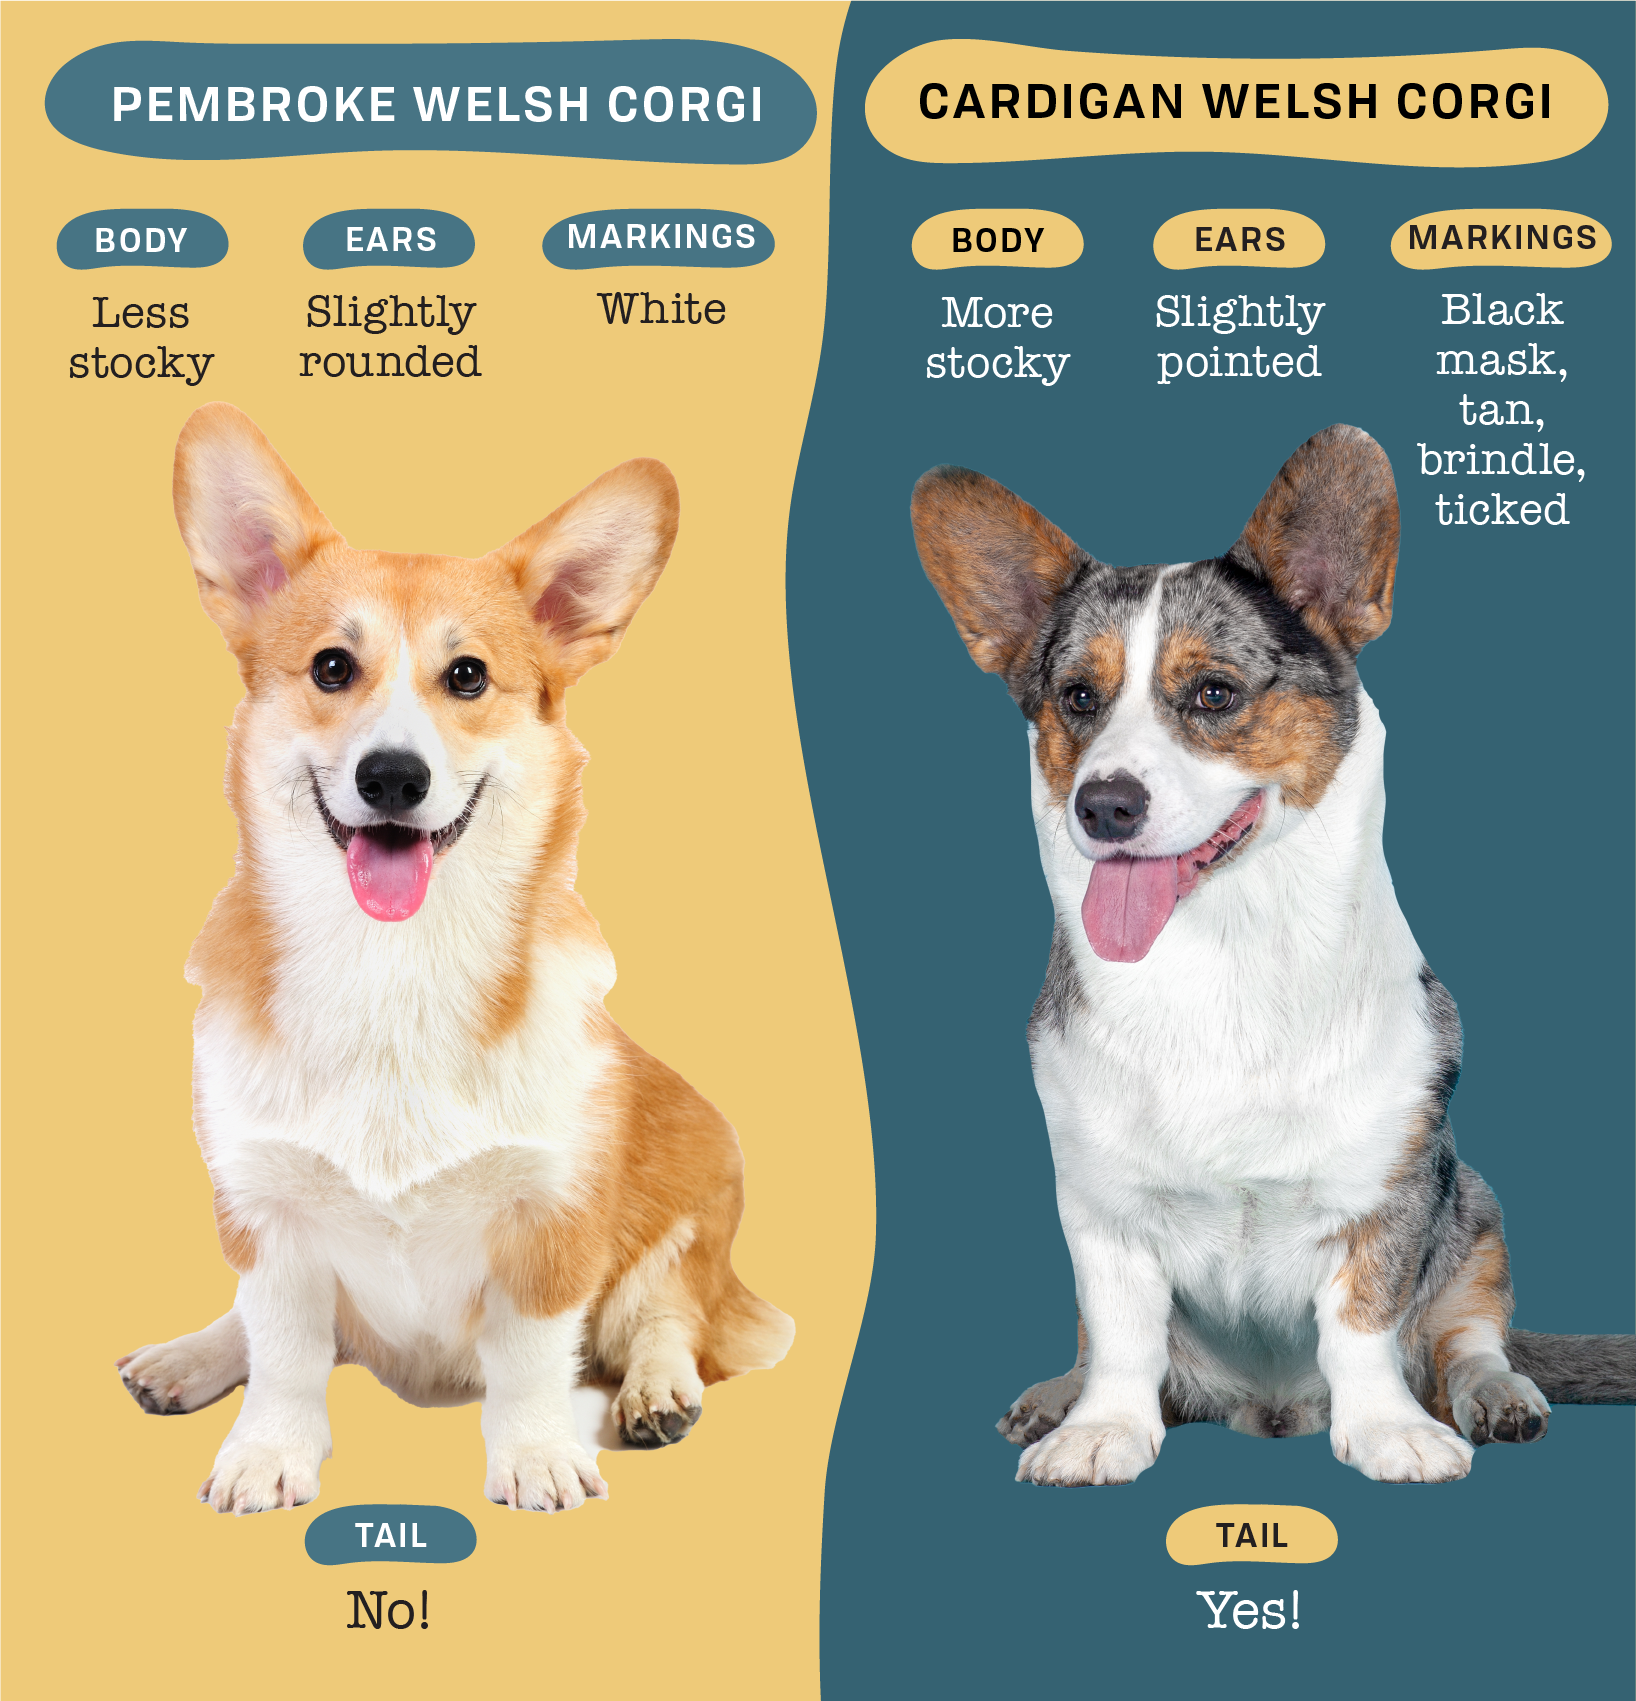 PEMBROKE WELSH CORGI
BODY
Less
stocky
EARS
Slightly
rounded
MARKINGS
White
TAIL
No!
CARDIGAN WELSH CORGI
BODY
More
stocky
EARS
Slightly
pointed
MARKINGS
Black
mask,
tan,
brindle,
ticked
TAIL
Yes!